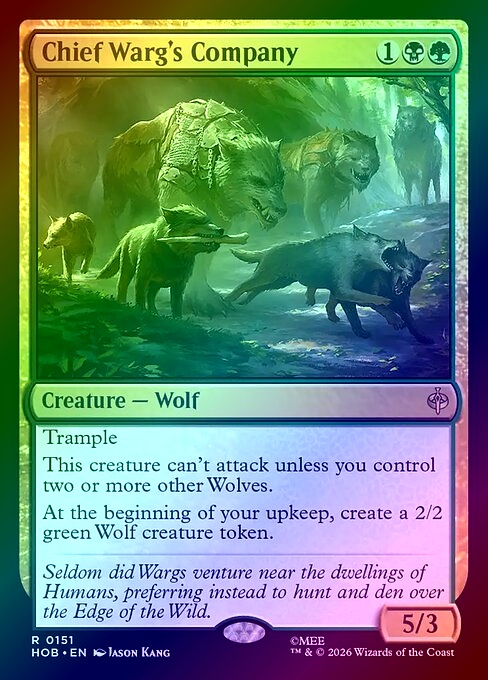 Chief Warg's Company 1
Creature — Wolf
Trample
This creature can't attack unless you control
two or more other Wolves.
At the beginning of your upkeep, create a 2/2
green Wolf creature token.
Seldom did Wargs venture near the dwellings of
Humans, preferring instead to hunt and den over
the Edge of the Wild.
5/3
R 0151
HOB • EN Jason Kang
©MEE
™ & © 2026 Wizards of the Coast